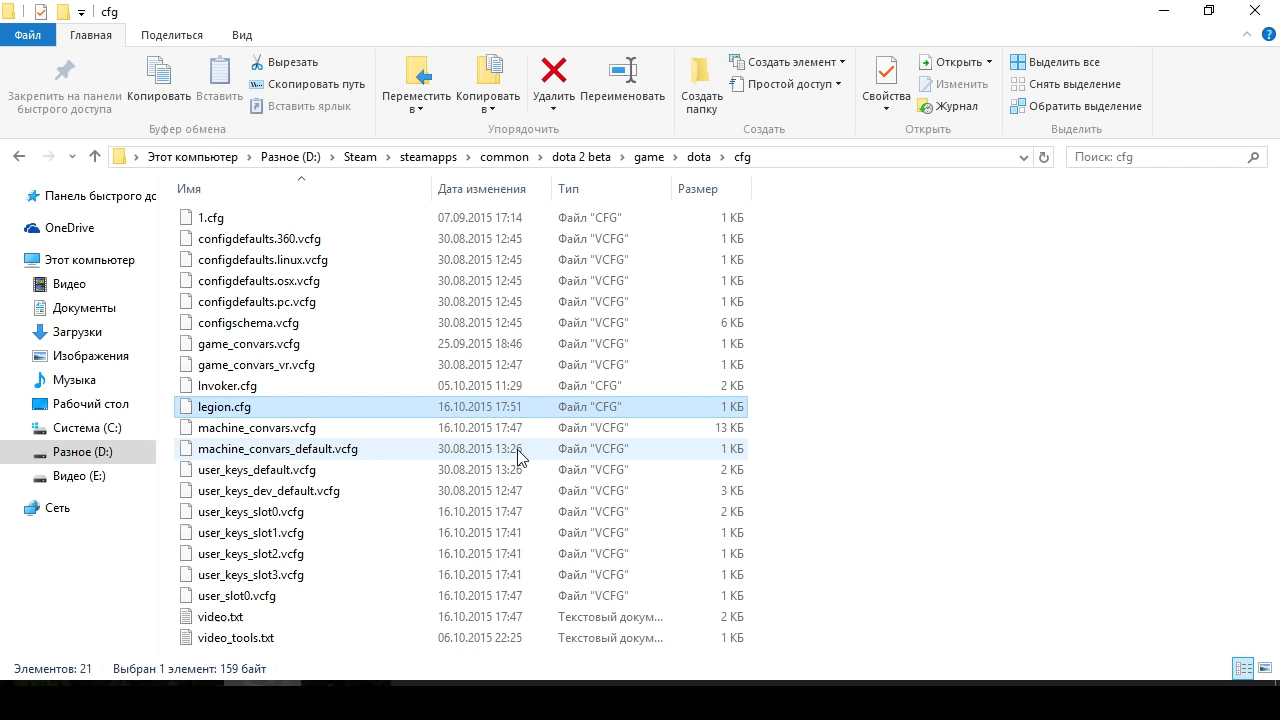 cfg
Файл Главная Поделиться Вид
Закрепить на панели быстрого доступа
Копировать
Вставить
Вырезать
Скопировать путь
Вставить ярлык
Буфер обмена
Переместить в
Копировать в
Удалить
Переименовать
Упорядочить
Создать папку
Создать элемент
Простой доступ
Создать
Свойства
Открыть
Изменить
Журнал
Открыть
Выделить все
Снять выделение
Обратить выделение
Выделить
Этот компьютер Разное (D:) Steam steamapps common dota 2 beta game dota cfg
Поиск: cfg
Панель быстрого дс
OneDrive
Этот компьютер
Видео
Документы
Загрузки
Изображения
Музыка
Рабочий стол
Система (C:)
Разное (D:)
Видео (E:)
Сеть
Имя Дата изменения Тип Размер
1.cfg 07.09.2015 17:14 Файл "CFG" 1 КБ
configdefaults.360.vcfg 30.08.2015 12:45 Файл "VCFG" 1 КБ
configdefaults.linux.vcfg 30.08.2015 12:45 Файл "VCFG" 1 КБ
configdefaults.osx.vcfg 30.08.2015 12:45 Файл "VCFG" 1 КБ
configdefaults.pc.vcfg 30.08.2015 12:45 Файл "VCFG" 1 КБ
configschema.vcfg 30.08.2015 12:45 Файл "VCFG" 6 КБ
game_convars.vcfg 25.09.2015 18:46 Файл "VCFG" 1 КБ
game_convars_vr.vcfg 30.08.2015 12:47 Файл "VCFG" 1 КБ
Invoker.cfg 05.10.2015 11:29 Файл "CFG" 2 КБ
legion.cfg 16.10.2015 17:51 Файл "CFG" 1 КБ
machine_convars.vcfg 16.10.2015 17:47 Файл "VCFG" 13 КБ
machine_convars_default.vcfg 30.08.2015 13:26 Файл "VCFG" 1 КБ
user_keys_default.vcfg 30.08.2015 13:26 Файл "VCFG" 2 КБ
user_keys_dev_default.vcfg 30.08.2015 12:47 Файл "VCFG" 3 КБ
user_keys_slot0.vcfg 16.10.2015 17:47 Файл "VCFG" 2 КБ
user_keys_slot1.vcfg 16.10.2015 17:41 Файл "VCFG" 1 КБ
user_keys_slot2.vcfg 16.10.2015 17:41 Файл "VCFG" 1 КБ
user_keys_slot3.vcfg 16.10.2015 17:41 Файл "VCFG" 1 КБ
user_slot0.vcfg 16.10.2015 17:47 Файл "VCFG" 1 КБ
video.txt 16.10.2015 17:47 Текстовый докум... 2 КБ
video_tools.txt 06.10.2015 22:25 Текстовый докум... 1 КБ
Элементов: 21 Выбран 1 элемент: 159 байт